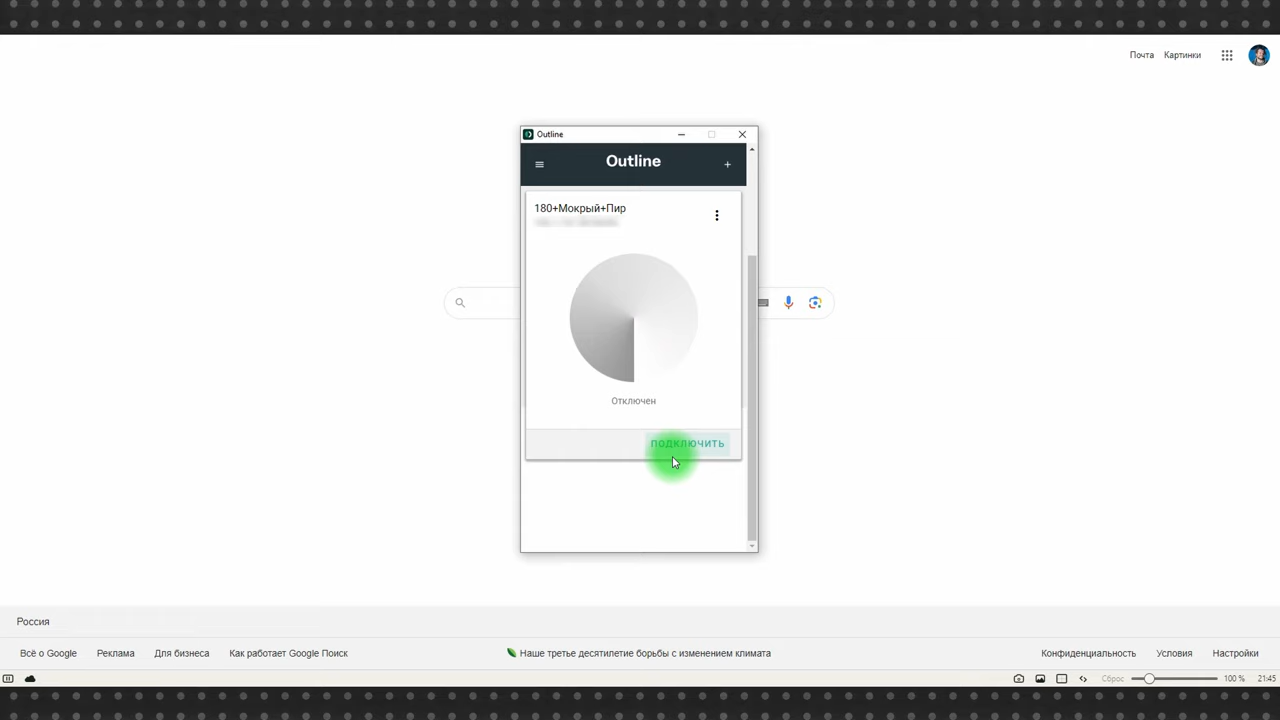 Почта Картинки
Outline
Outline
180+Мокрый+Пир
Отключен
ПОДКЛЮЧИТЬ
Россия
Всё о Google Реклама Для бизнеса Как работает Google Поиск Наше третье десятилетие борьбы с изменением климата Конфиденциальность Условия Настройки
Сброс 100 % 21:45